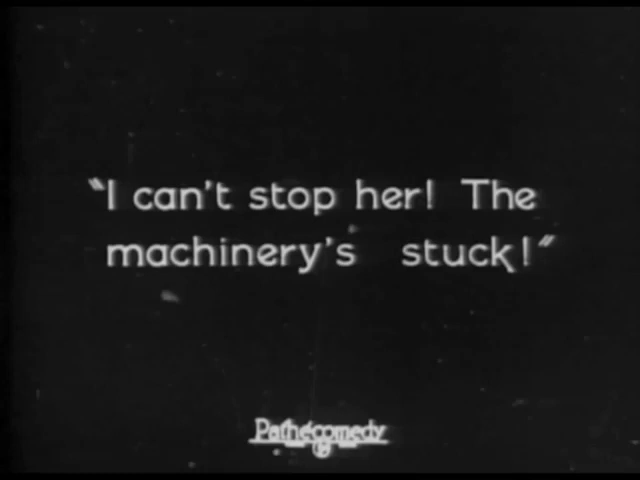 “I can't stop her! The
machinery's stuck!”
Pathécomedy